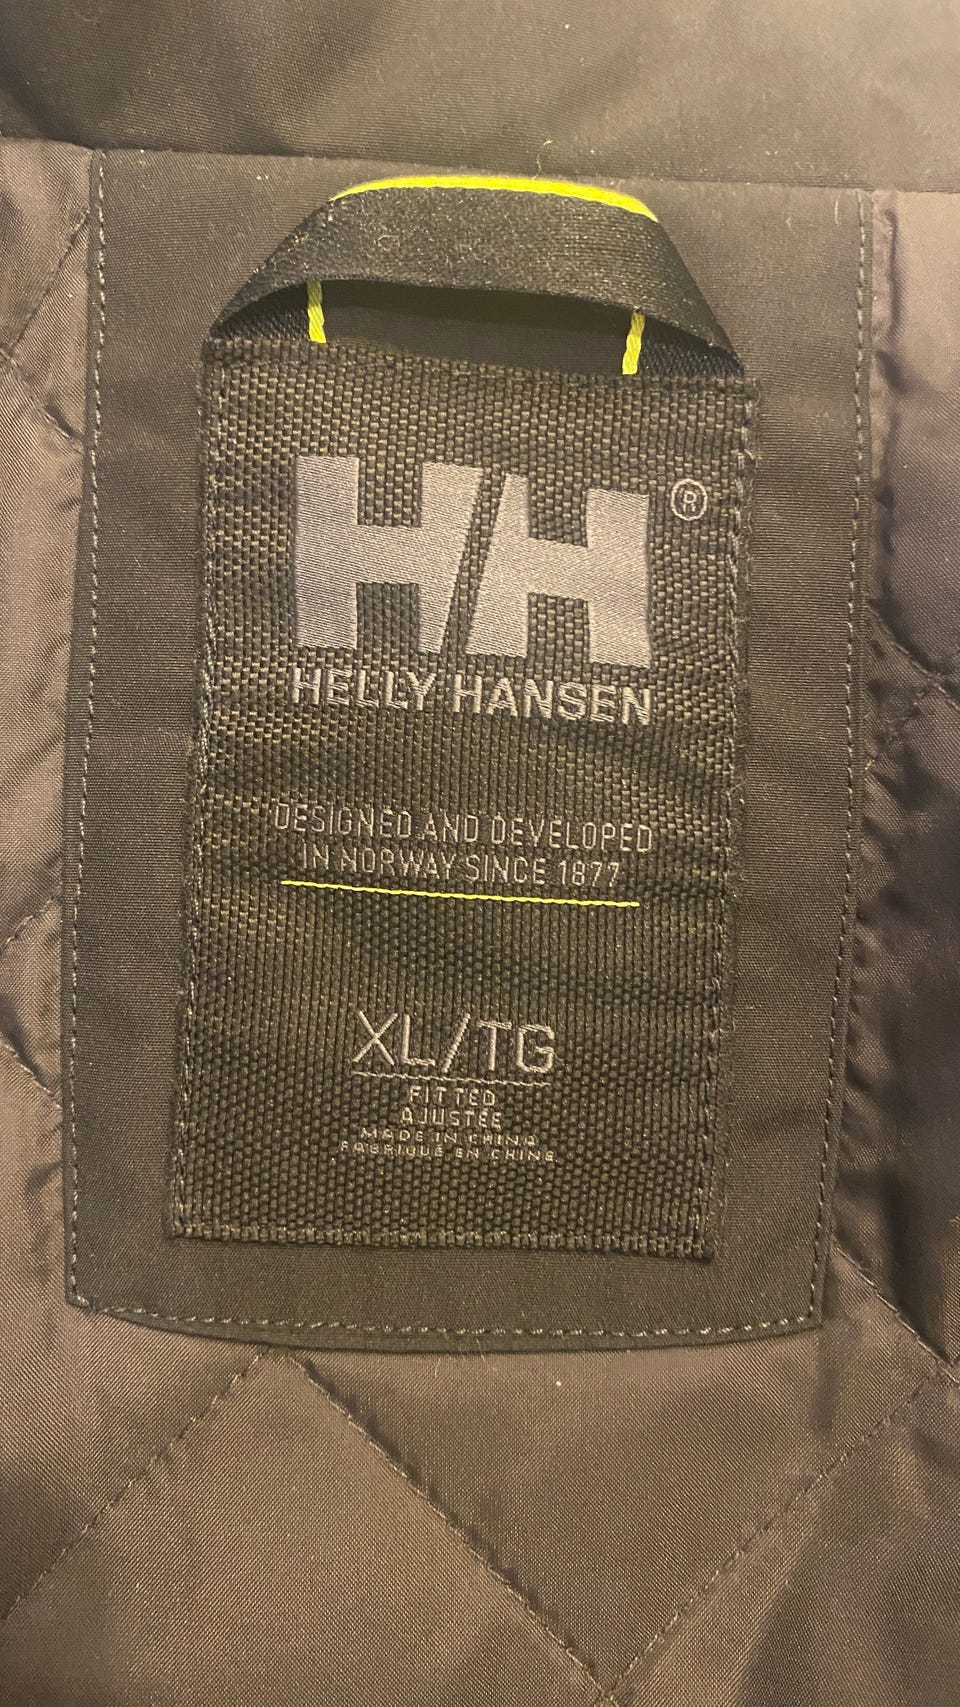 HH®
HELLY HANSEN
DESIGNED AND DEVELOPED
IN NORWAY SINCE 1877
XL/TG
FITTED
AJUSTÉE
MADE IN CHINA
FABRIQUÉ EN CHINE